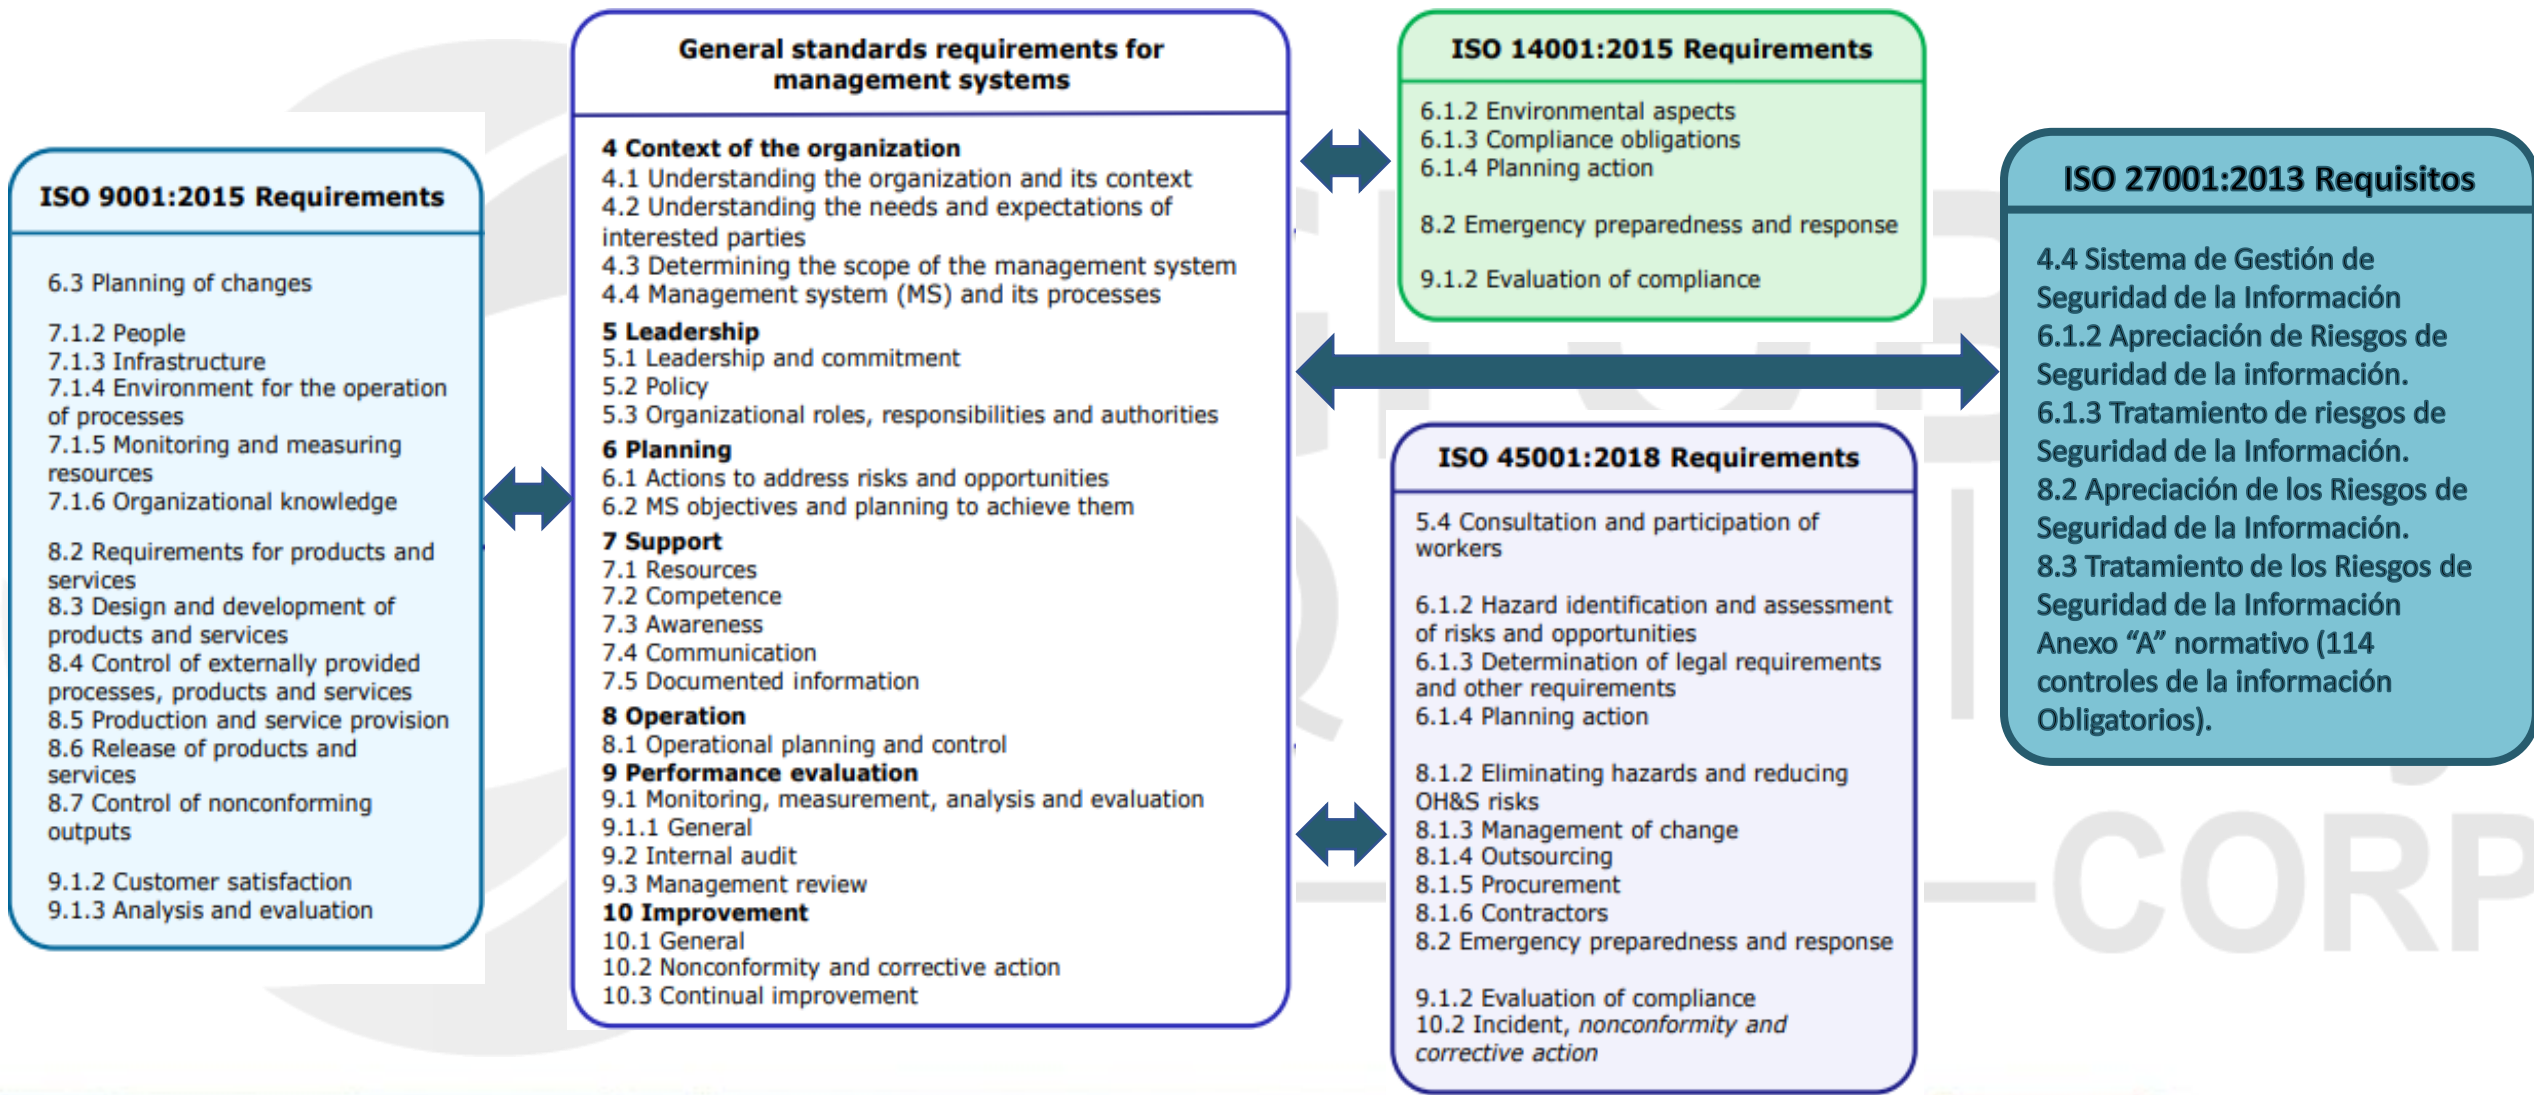 ISO 9001:2015 Requirements
6.3 Planning of changes
7.1.2 People
7.1.3 Infrastructure
7.1.4 Environment for the operation
of processes
7.1.5 Monitoring and measuring
resources
7.1.6 Organizational knowledge
8.2 Requirements for products and
services
8.3 Design and development of
products and services
8.4 Control of externally provided
processes, products and services
8.5 Production and service provision
8.6 Release of products and
services
8.7 Control of nonconforming
outputs
9.1.2 Customer satisfaction
9.1.3 Analysis and evaluation
General standards requirements for
management systems
4 Context of the organization
4.1 Understanding the organization and its context
4.2 Understanding the needs and expectations of
interested parties
4.3 Determining the scope of the management system
4.4 Management system (MS) and its processes
5 Leadership
5.1 Leadership and commitment
5.2 Policy
5.3 Organizational roles, responsibilities and authorities
6 Planning
6.1 Actions to address risks and opportunities
6.2 MS objectives and planning to achieve them
7 Support
7.1 Resources
7.2 Competence
7.3 Awareness
7.4 Communication
7.5 Documented information
8 Operation
8.1 Operational planning and control
9 Performance evaluation
9.1 Monitoring, measurement, analysis and evaluation
9.1.1 General
9.2 Internal audit
9.3 Management review
10 Improvement
10.1 General
10.2 Nonconformity and corrective action
10.3 Continual improvement
ISO 14001:2015 Requirements
6.1.2 Environmental aspects
6.1.3 Compliance obligations
6.1.4 Planning action
8.2 Emergency preparedness and response
9.1.2 Evaluation of compliance
ISO 45001:2018 Requirements
5.4 Consultation and participation of
workers
6.1.2 Hazard identification and assessment
of risks and opportunities
6.1.3 Determination of legal requirements
and other requirements
6.1.4 Planning action
8.1.2 Eliminating hazards and reducing
OH&S risks
8.1.3 Management of change
8.1.4 Outsourcing
8.1.5 Procurement
8.1.6 Contractors
8.2 Emergency preparedness and response
9.1.2 Evaluation of compliance
10.2 Incident, nonconformity and
corrective action
ISO 27001:2013 Requisitos
4.4 Sistema de Gestión de
Seguridad de la Información
6.1.2 Apreciación de Riesgos de
Seguridad de la información.
6.1.3 Tratamiento de riesgos de
Seguridad de la Información.
8.2 Apreciación de los Riesgos de
Seguridad de la Información.
8.3 Tratamiento de los Riesgos de
Seguridad de la Información
Anexo “A” normativo (114
controles de la información
Obligatorios).
CORP